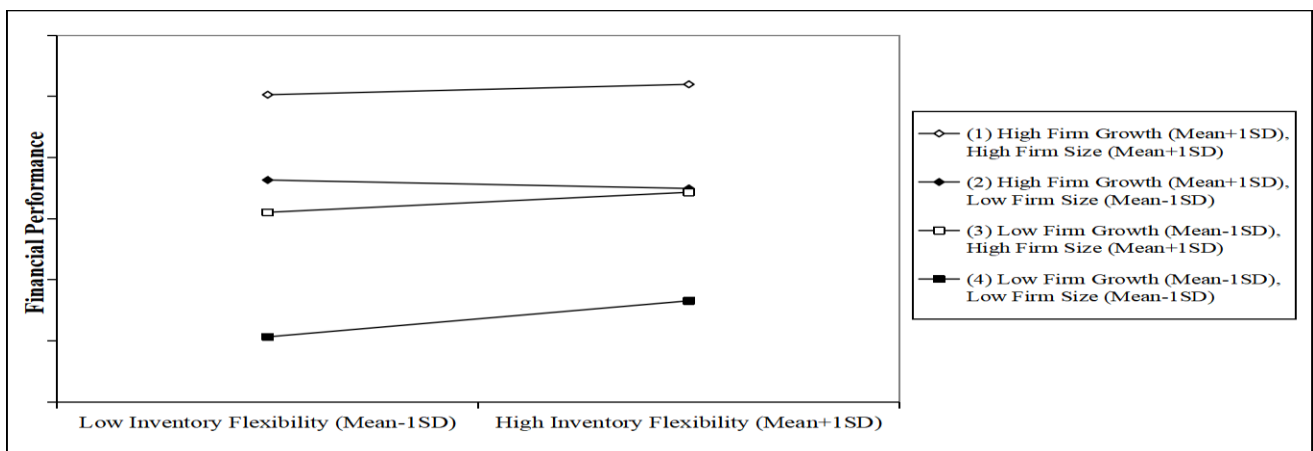 Financial Performance
Low Inventory Flexibility (Mean-1SD)
High Inventory Flexibility (Mean+1SD)
(1) High Firm Growth (Mean+1SD),
High Firm Size (Mean+1SD)
(2) High Firm Growth (Mean+1SD),
Low Firm Size (Mean-1SD)
(3) Low Firm Growth (Mean-1SD),
High Firm Size (Mean+1SD)
(4) Low Firm Growth (Mean-1SD),
Low Firm Size (Mean-1SD)